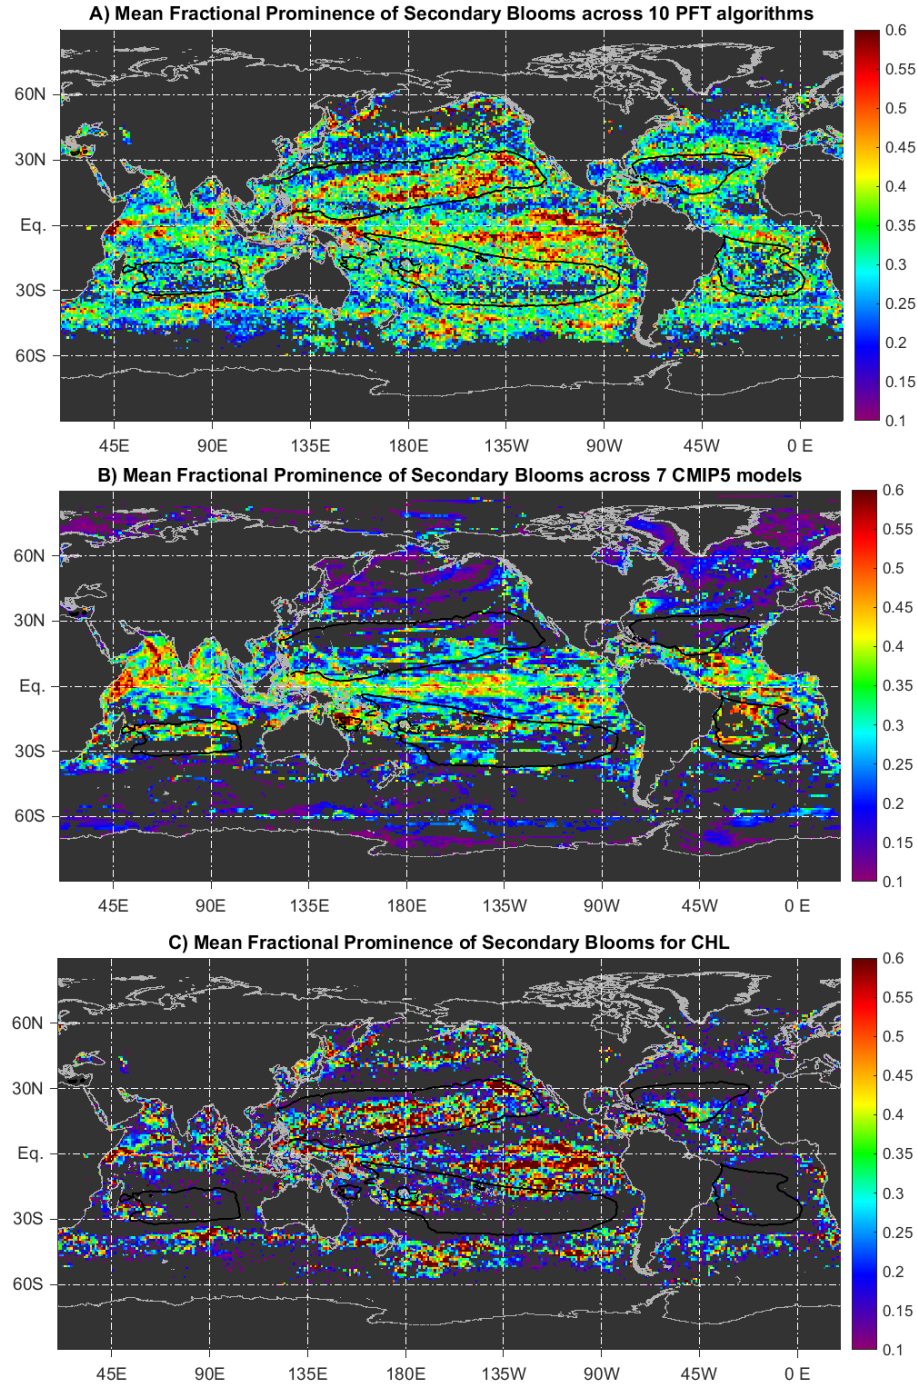 A) Mean Fractional Prominence of Secondary Blooms across 10 PFT algorithms
60N
30N
Eq.
30S
60S
45E 90E 135E 180E 135W 90W 45W 0 E
0.6
0.5
0.45
0.4
0.35
0.3
0.25
0.2
0.15
0.1
B) Mean Fractional Prominence of Secondary Blooms across 7 CMIP5 models
60N
30N
Eq.
30S
60S
45E 90E 135E 180E 135W 90W 45W 0 E
0.6
0.5
0.45
0.4
0.35
0.3
0.25
0.2
0.15
0.1
C) Mean Fractional Prominence of Secondary Blooms for CHL
60N
30N
Eq.
30S
60S
45E 90E 135E 180E 135W 90W 45W 0 E
0.6
0.5
0.45
0.4
0.35
0.3
0.25
0.2
0.15
0.1